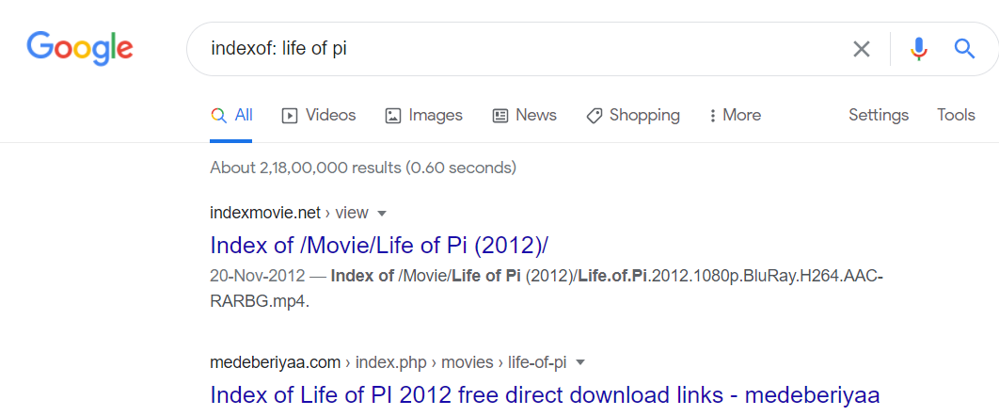 Google
indexof: life of pi
All Videos Images News Shopping More Settings Tools
About 2,18,00,000 results (0.60 seconds)
indexmovie.net › view
Index of /Movie/Life of Pi (2012)/
20-Nov-2012 — Index of /Movie/Life of Pi (2012)/Life.of.Pi.2012.1080p.BluRay.H264.AAC-
RARBG.mp4.
medeberiyaa.com › index.php › movies › life-of-pi
Index of Life of PI 2012 free direct download links - medeberiyaa